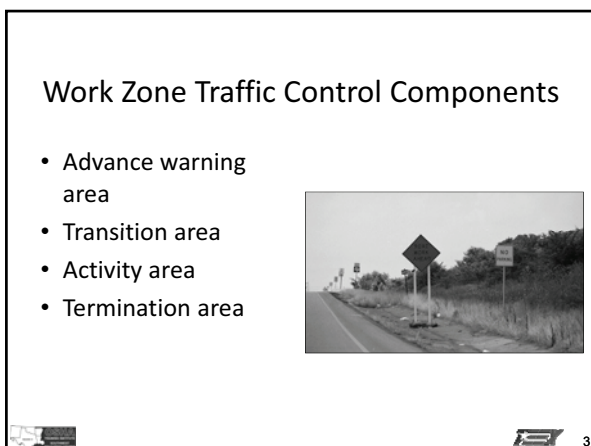 Work Zone Traffic Control Components
• Advance warning
area
• Transition area
• Activity area
• Termination area
3